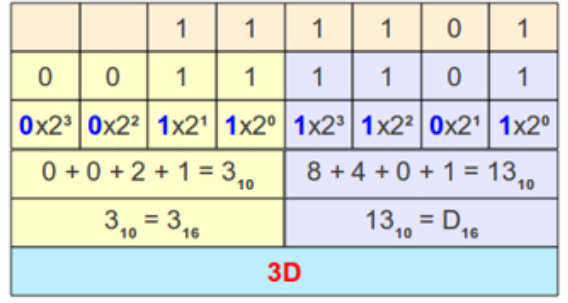 1 1 1 1 0 1
0 0 1 1 1 1 0 1
0x2³ 0x2² 1x2¹ 1x2⁰ 1x2³ 1x2² 0x2¹ 1x2⁰
0 + 0 + 2 + 1 = 3₁₀ 8 + 4 + 0 + 1 = 13₁₀
3₁₀ = 3₁₆ 13₁₀ = D₁₆
3D